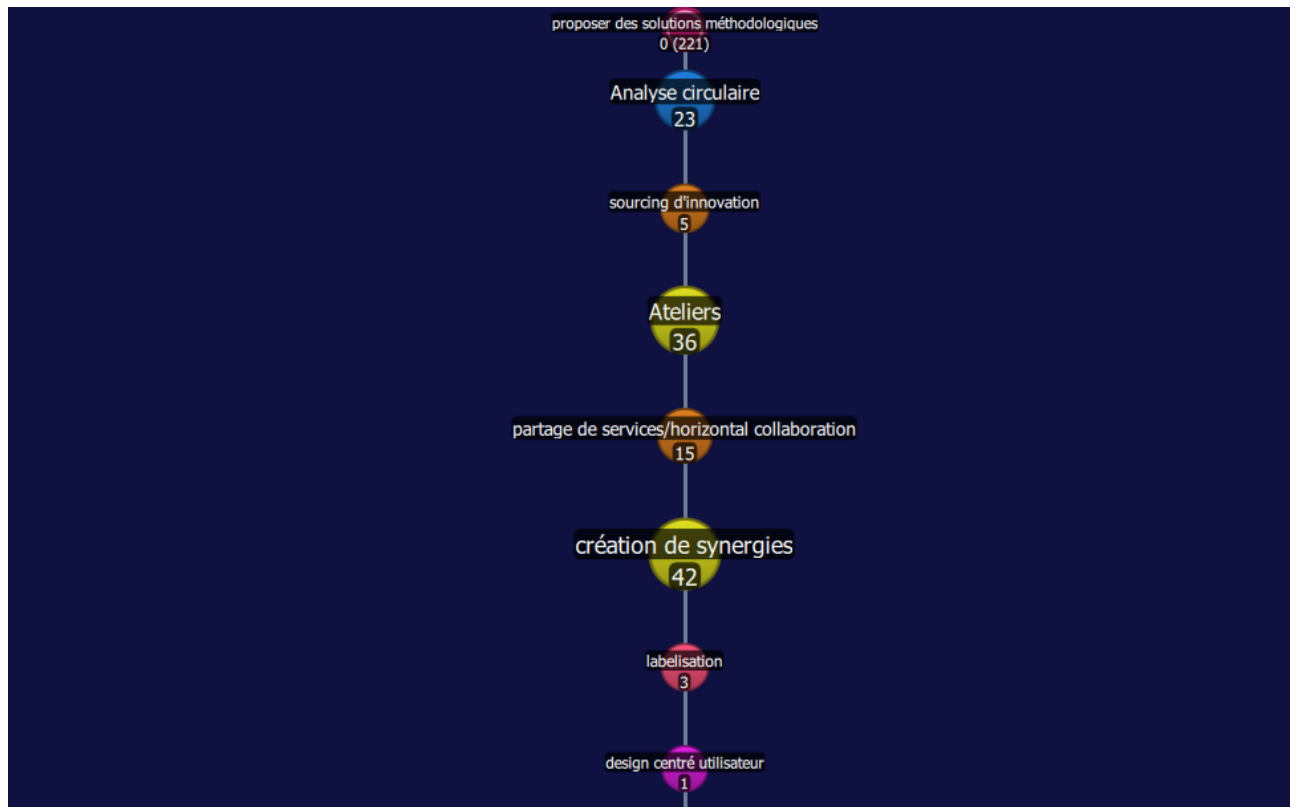 proposer des solutions méthodologiques
0 (221)
Analyse circulaire
23
sourcing d'innovation
5
Ateliers
36
partage de services/horizontal collaboration
15
création de synergies
42
labelisation
3
design centré utilisateur
1